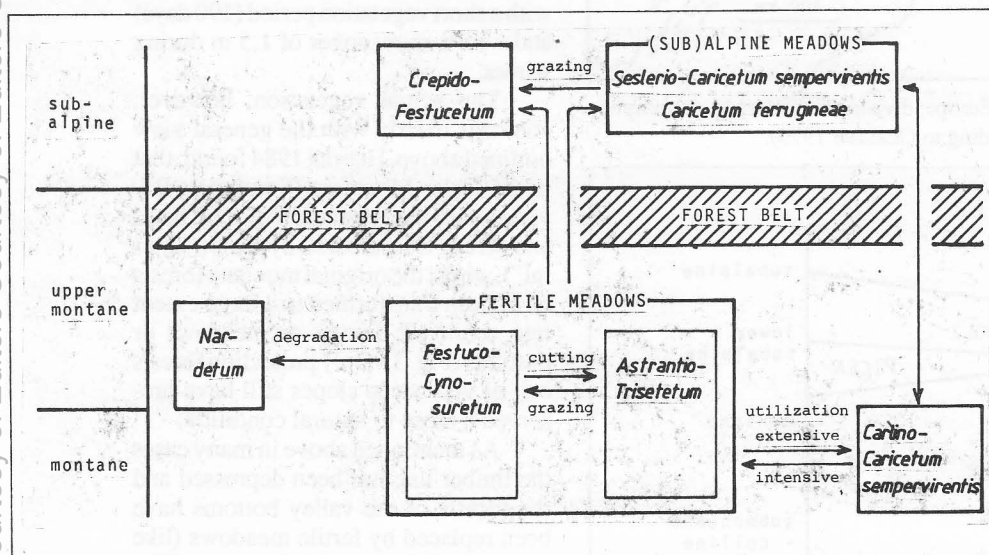 (SUB)ALPINE MEADOWS
sub-
alpine
Crepido-
Festucetum
grazing
Seslerio-Caricetum sempervirentis
Caricetum ferrugineae
FOREST BELT
FOREST BELT
upper
montane
FERTILE MEADOWS
Nar-
detum
degradation
Festuco-
Cyno-
suretum
cutting
grazing
Astrantio-
Trisetetum
montane
utilization
extensive
intensive
Carlino-
Caricetum
sempervirentis